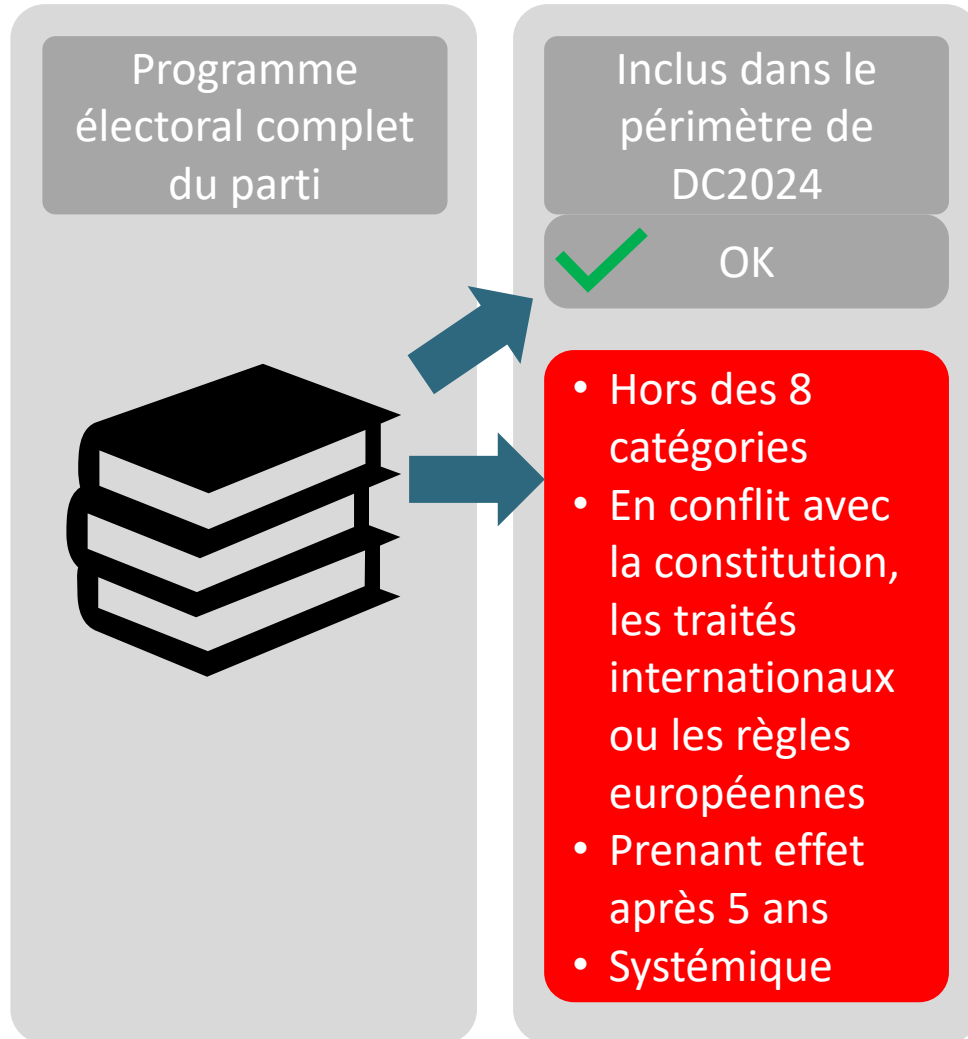 Programme
électoral complet
du parti
Inclus dans le
périmètre de
DC2024
OK
• Hors des 8
catégories
• En conflit avec
la constitution,
les traités
internationaux
ou les règles
européennes
• Prenant effet
après 5 ans
• Systémique